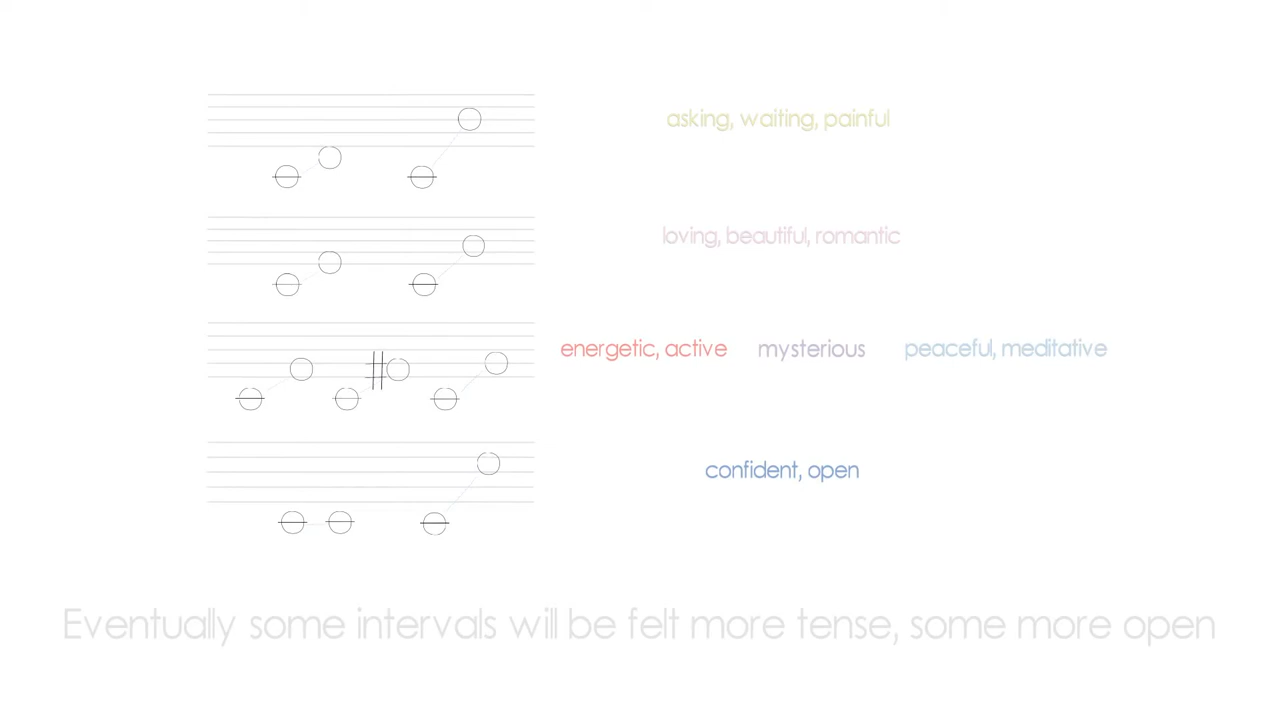 asking, waiting, painful
loving, beautiful, romantic
energetic, active mysterious peaceful, meditative
confident, open
Eventually some intervals will be felt more tense, some more open